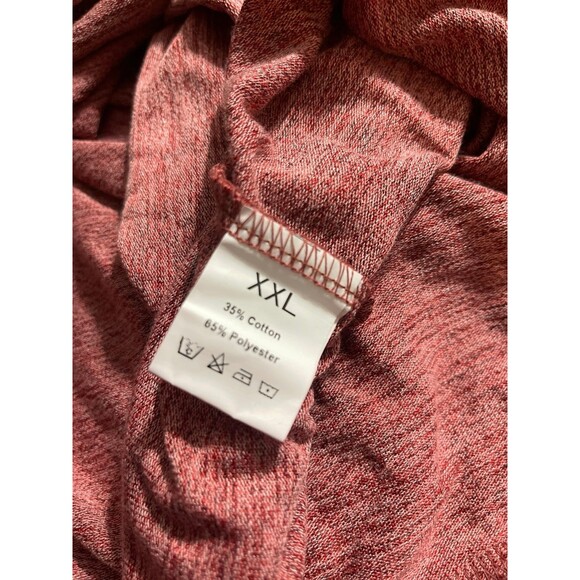 XXL
35% Cotton
65% Polyester